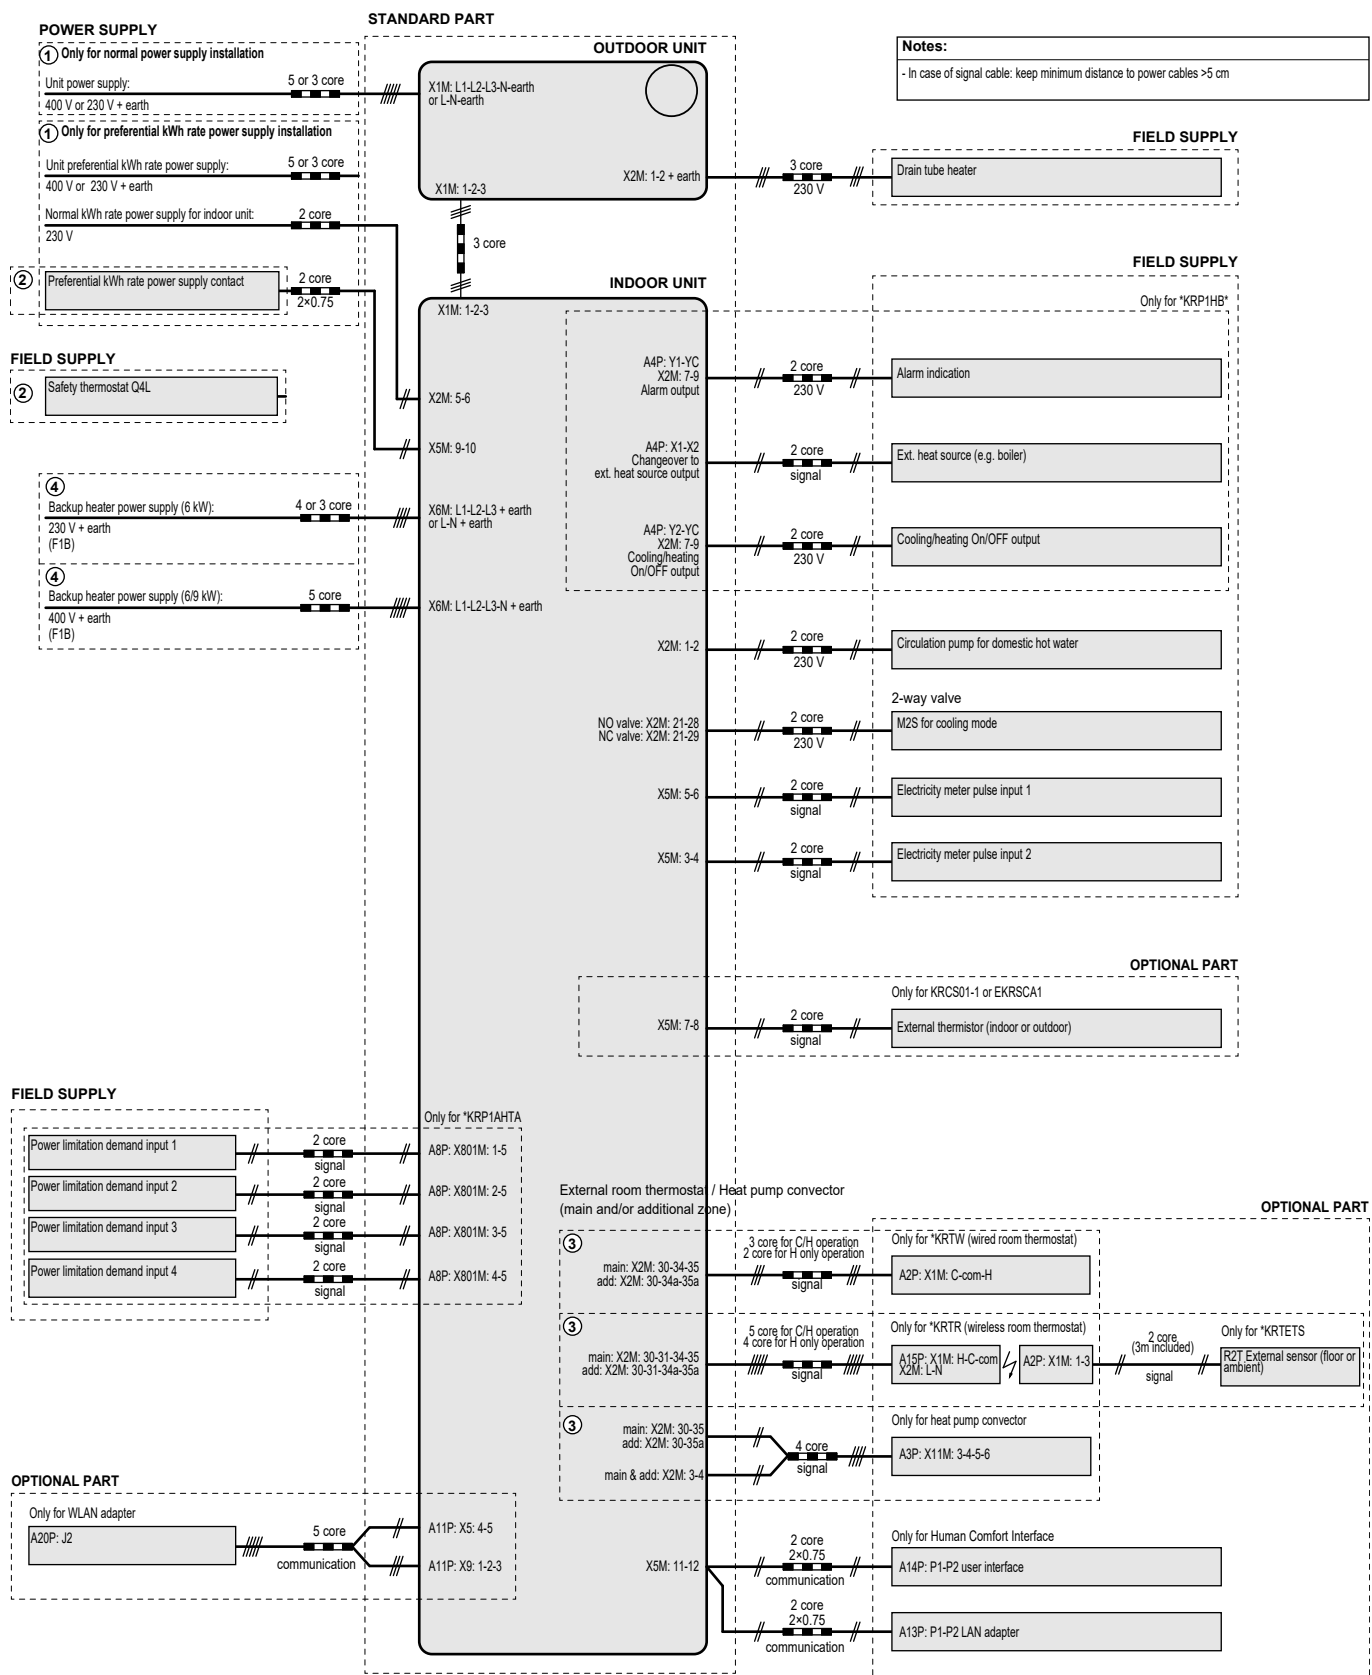 STANDARD PART
POWER SUPPLY
① Only for normal power supply installation
Unit power supply:
5 or 3 core
400 V or 230 V + earth
① Only for preferential kWh rate power supply installation
Unit preferential kWh rate power supply:
5 or 3 core
400 V or 230 V + earth
Normal kWh rate power supply for indoor unit:
2 core
230 V
②
Preferential kWh rate power supply contact
2 core
2×0.75
FIELD SUPPLY
②
Safety thermostat Q4L
④
Backup heater power supply (6 kW):
4 or 3 core
230 V + earth
(F1B)
④
Backup heater power supply (6/9 kW):
5 core
400 V + earth
(F1B)
OUTDOOR UNIT
X1M: L1-L2-L3-N-earth
or L-N-earth
X2M: 1-2 + earth
X1M: 1-2-3
3 core
INDOOR UNIT
X1M: 1-2-3
X2M: 5-6
X5M: 9-10
X6M: L1-L2-L3 + earth
or L-N + earth
X6M: L1-L2-L3-N + earth
Notes:
- In case of signal cable: keep minimum distance to power cables >5 cm
FIELD SUPPLY
3 core
230 V
Drain tube heater
FIELD SUPPLY
Only for *KRP1HB*
A4P: Y1-YC
X2M: 7-9
Alarm output
2 core
230 V
Alarm indication
A4P: X1-X2
Changeover to
ext. heat source output
2 core
signal
Ext. heat source (e.g. boiler)
A4P: Y2-YC
X2M: 7-9
Cooling/heating
On/OFF output
2 core
230 V
Cooling/heating On/OFF output
X2M: 1-2
2 core
230 V
Circulation pump for domestic hot water
2-way valve
NO valve: X2M: 21-28
NC valve: X2M: 21-29
2 core
230 V
M2S for cooling mode
X5M: 5-6
2 core
signal
Electricity meter pulse input 1
X5M: 3-4
2 core
signal
Electricity meter pulse input 2
OPTIONAL PART
Only for KRCS01-1 or EKRSCA1
X5M: 7-8
2 core
signal
External thermistor (indoor or outdoor)
FIELD SUPPLY
Only for *KRP1AHTA
Power limitation demand input 1
2 core
signal
A8P: X801M: 1-5
Power limitation demand input 2
2 core
signal
A8P: X801M: 2-5
Power limitation demand input 3
2 core
signal
A8P: X801M: 3-5
Power limitation demand input 4
2 core
signal
A8P: X801M: 4-5
External room thermostat / Heat pump convector
(main and/or additional zone)
OPTIONAL PART
③
main: X2M: 30-34-35
add: X2M: 30-34a-35a
3 core for C/H operation
2 core for H only operation
signal
Only for *KRTW (wired room thermostat)
A2P: X1M: C-com-H
③
main: X2M: 30-31-34-35
add: X2M: 30-31-34a-35a
5 core for C/H operation
4 core for H only operation
signal
Only for *KRTR (wireless room thermostat)
A15P: X1M: H-C-com
X2M: L-N
A2P: X1M: 1-3
2 core
(3m included)
signal
Only for *KRTETS
R2T External sensor (floor or
ambient)
③
main: X2M: 30-35
add: X2M: 30-35a
main & add: X2M: 3-4
4 core
signal
Only for heat pump convector
A3P: X11M: 3-4-5-6
OPTIONAL PART
Only for WLAN adapter
A20P: J2
5 core
communication
A11P: X5: 4-5
A11P: X9: 1-2-3
X5M: 11-12
2 core
2×0.75
communication
Only for Human Comfort Interface
A14P: P1-P2 user interface
2 core
2×0.75
communication
A13P: P1-P2 LAN adapter